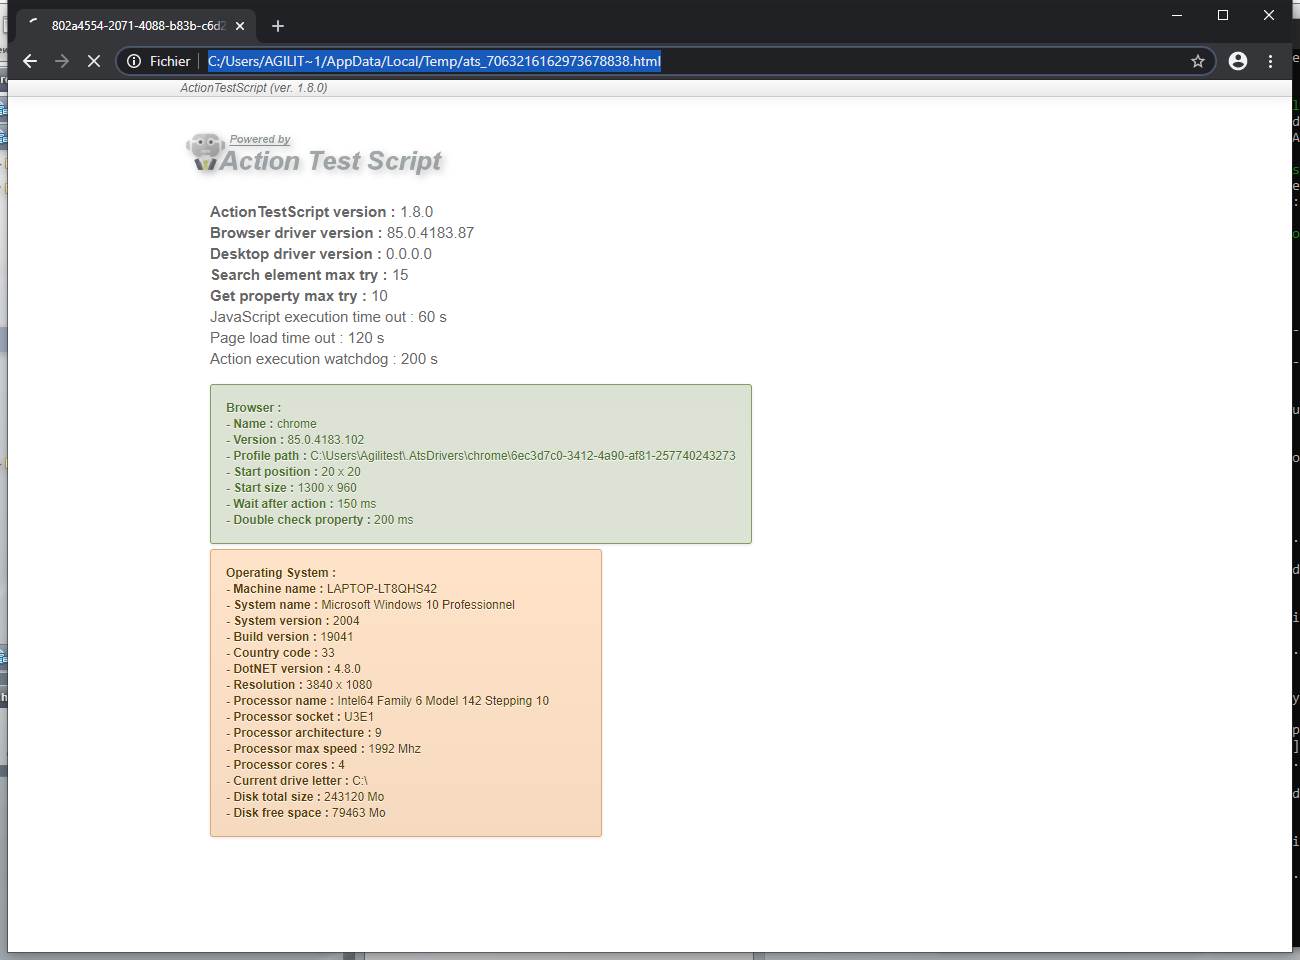 802a4554-2071-4088-b83b-c6d2
Fichier C:/Users/AGILIT~1/AppData/Local/Temp/ats_7063216162973678838.html
ActionTestScript (ver. 1.8.0)
Powered by
Action Test Script
ActionTestScript version : 1.8.0
Browser driver version : 85.0.4183.87
Desktop driver version : 0.0.0.0
Search element max try : 15
Get property max try : 10
JavaScript execution time out : 60 s
Page load time out : 120 s
Action execution watchdog : 200 s
Browser :
- Name : chrome
- Version : 85.0.4183.102
- Profile path : C:\Users\Agilitest\.AtsDrivers\chrome\6ec3d7c0-3412-4a90-af81-257740243273
- Start position : 20 x 20
- Start size : 1300 x 960
- Wait after action : 150 ms
- Double check property : 200 ms
Operating System :
- Machine name : LAPTOP-LT8QHS42
- System name : Microsoft Windows 10 Professionnel
- System version : 2004
- Build version : 19041
- Country code : 33
- DotNET version : 4.8.0
- Resolution : 3840 x 1080
- Processor name : Intel64 Family 6 Model 142 Stepping 10
- Processor socket : U3E1
- Processor architecture : 9
- Processor max speed : 1992 Mhz
- Processor cores : 4
- Current drive letter : C:\
- Disk total size : 243120 Mo
- Disk free space : 79463 Mo